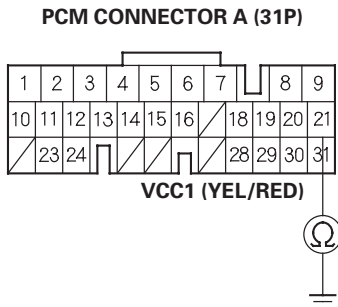 PCM CONNECTOR A (31P)
1 2 3 4 5 6 7 8 9
10 11 12 13 14 15 16 18 19 20 21
23 24 28 29 30 31
VCC1 (YEL/RED)
Ω